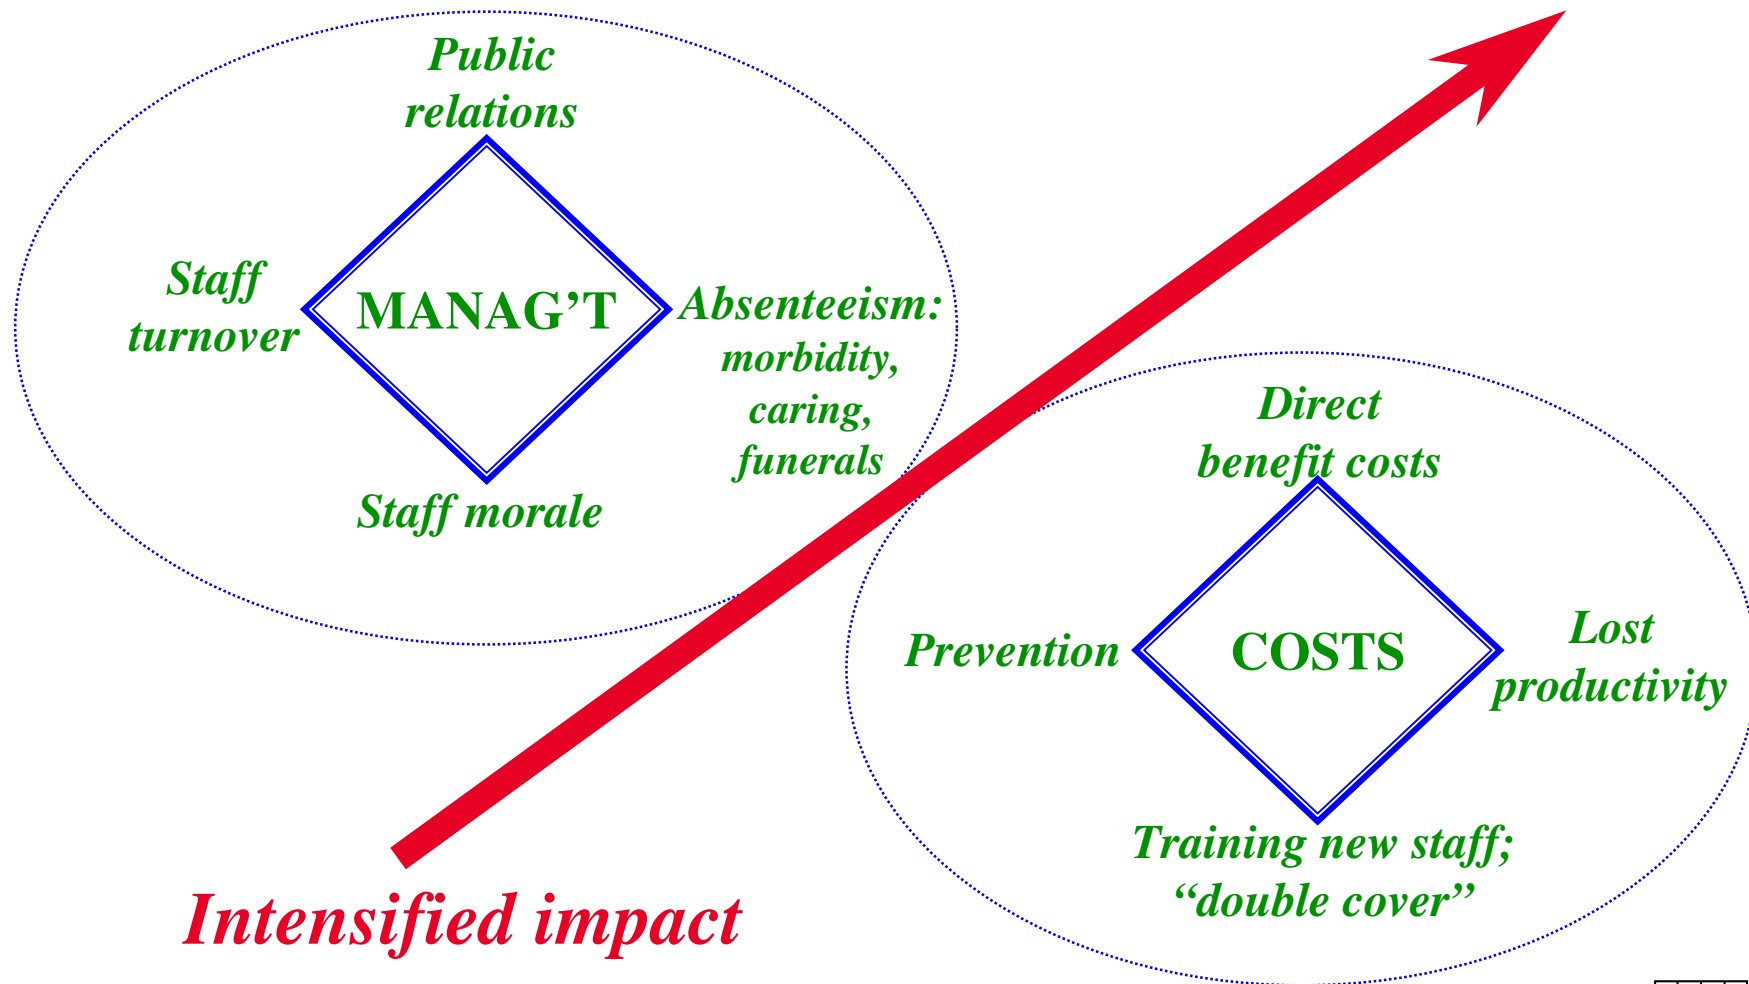 Public
relations
Staff
turnover
MANAG’T
Absenteeism:
morbidity,
caring,
funerals
Staff morale
Direct
benefit costs
Prevention
COSTS
Lost
productivity
Training new staff;
“double cover”
Intensified impact